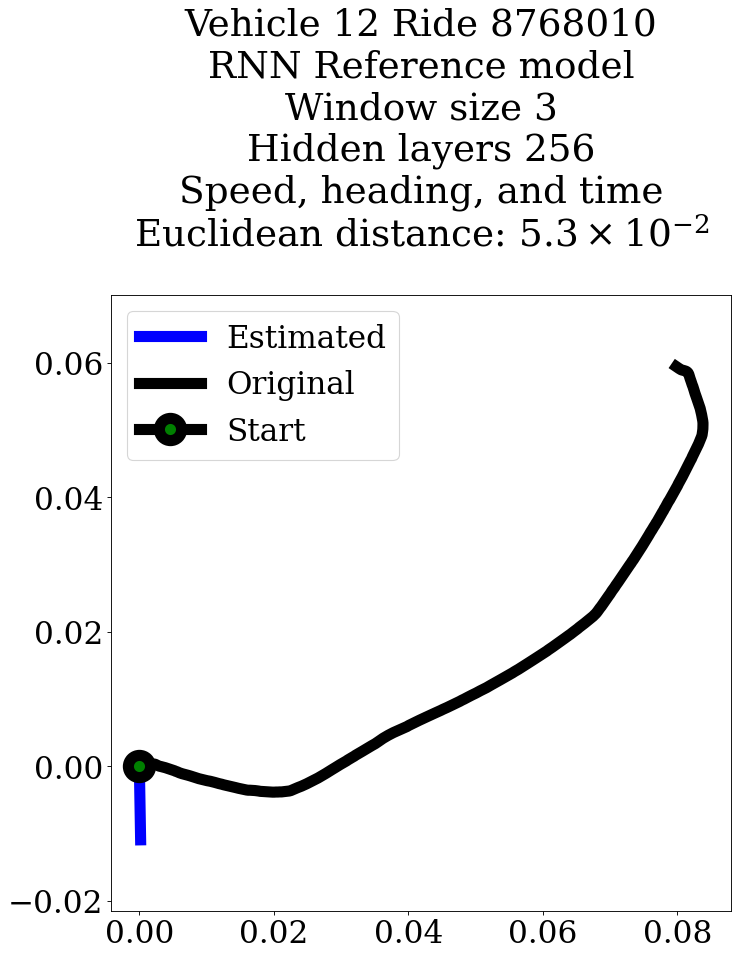 Vehicle 12 Ride 8768010
RNN Reference model
Window size 3
Hidden layers 256
Speed, heading, and time
Euclidean distance: 5.3 × 10⁻²
Estimated
Original
Start
0.06
0.04
0.02
0.00
−0.02
0.00 0.02 0.04 0.06 0.08